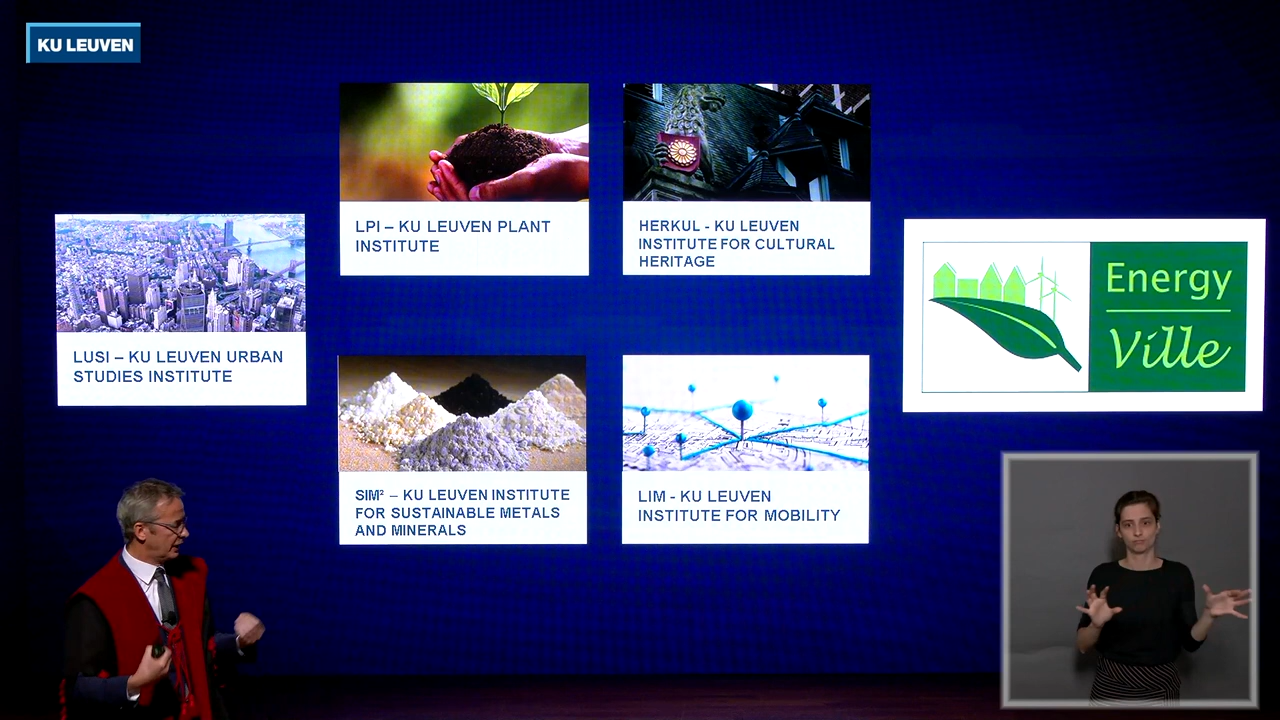 KU LEUVEN
LPI – KU LEUVEN PLANT
INSTITUTE
HERKUL - KU LEUVEN
INSTITUTE FOR CULTURAL
HERITAGE
LUSI – KU LEUVEN URBAN
STUDIES INSTITUTE
Energy
Ville
SIM² – KU LEUVEN INSTITUTE
FOR SUSTAINABLE METALS
AND MINERALS
LIM - KU LEUVEN
INSTITUTE FOR MOBILITY